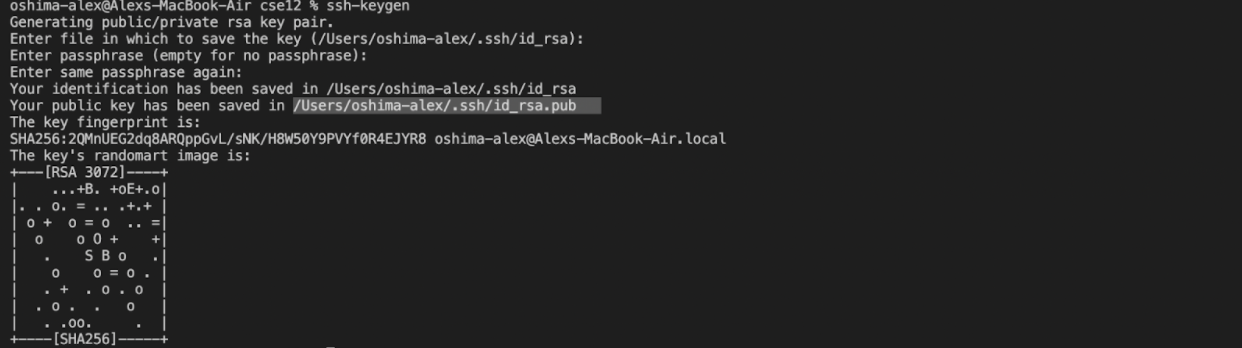 oshima-alex@Alexs-MacBook-Air cse12 % ssh-keygen
Generating public/private rsa key pair.
Enter file in which to save the key (/Users/oshima-alex/.ssh/id_rsa):
Enter passphrase (empty for no passphrase):
Enter same passphrase again:
Your identification has been saved in /Users/oshima-alex/.ssh/id_rsa
Your public key has been saved in /Users/oshima-alex/.ssh/id_rsa.pub
The key fingerprint is:
SHA256:2QMnUEG2dq8ARQppGvL/sNK/H8W50Y9PVYf0R4EJYR8 oshima-alex@Alexs-MacBook-Air.local
The key's randomart image is:
+---[RSA 3072]----+
|    ...+B. +oE+.o|
|. . o. = .. .+.+ |
| o +  o = o  .. =|
|  o    o O +    +|
|   .    S B o   .|
|    o    o = o . |
|   . +  . o . o  |
|  . o .  .   o   |
|   . .oo.     .  |
+----[SHA256]-----+